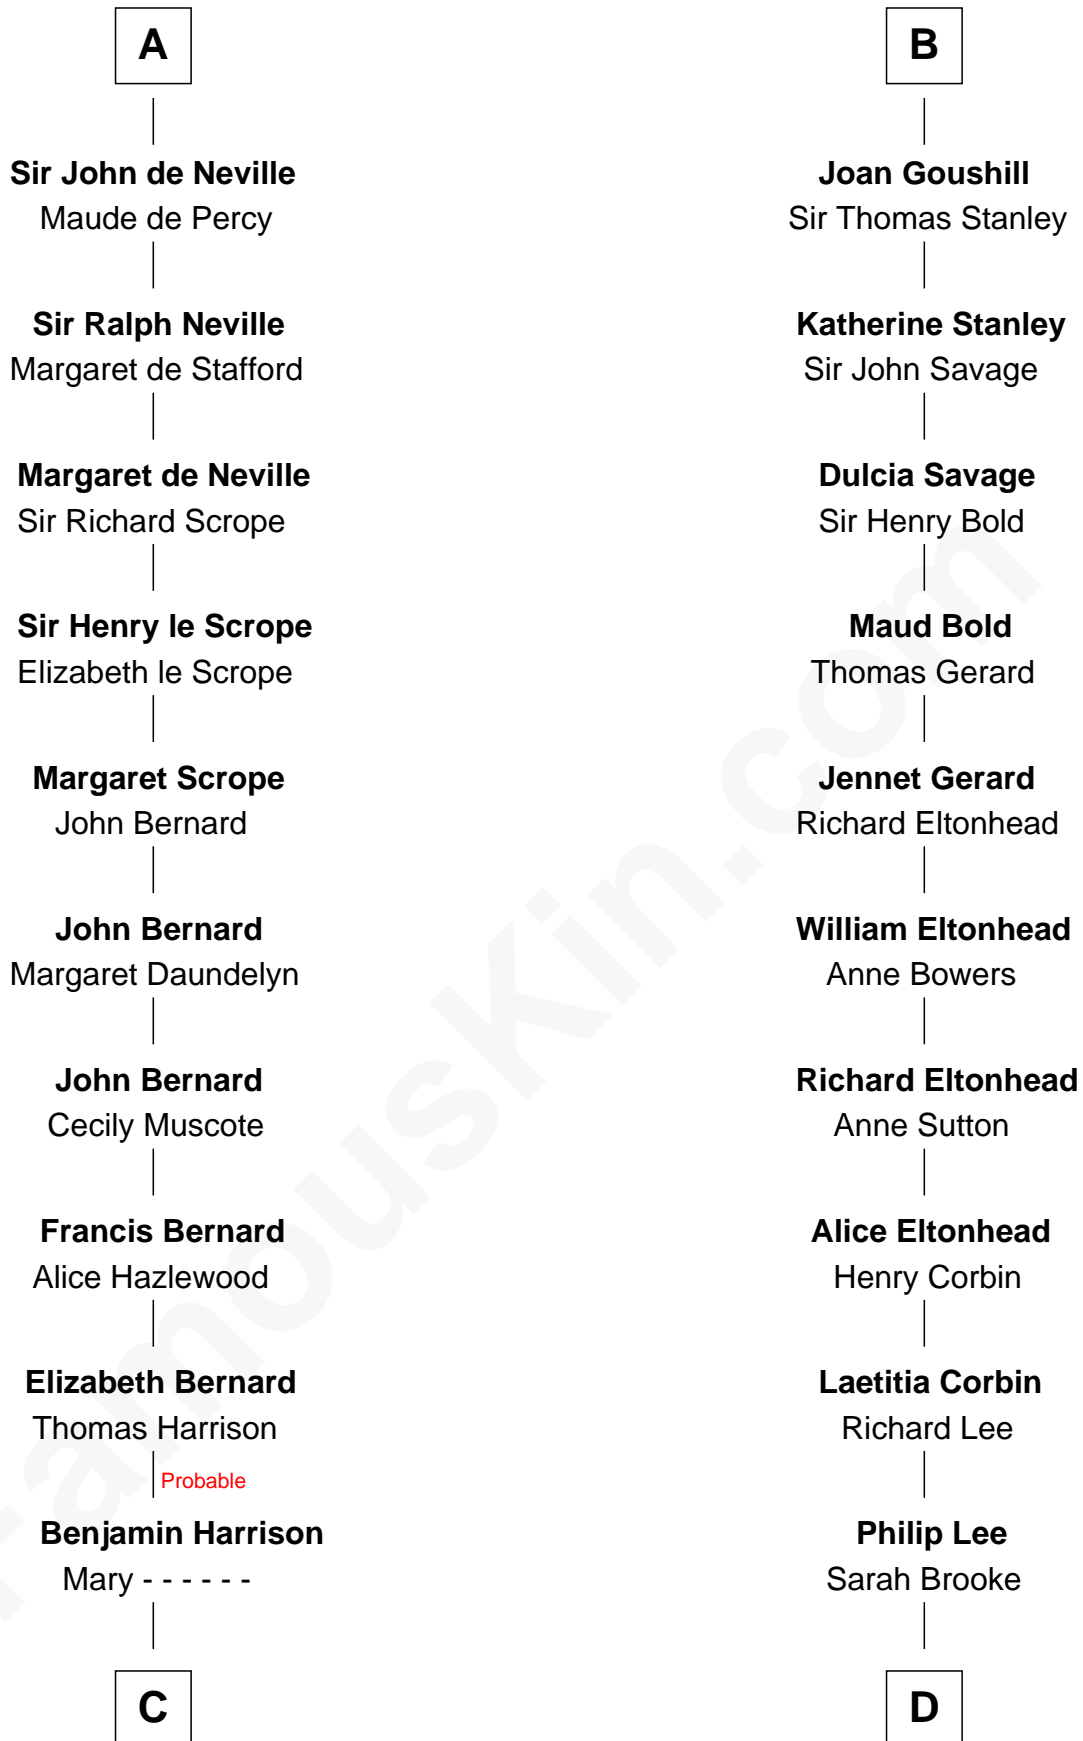 A
Sir John de Neville
Maude de Percy
Sir Ralph Neville
Margaret de Stafford
Margaret de Neville
Sir Richard Scrope
Sir Henry le Scrope
Elizabeth le Scrope
Margaret Scrope
John Bernard
John Bernard
Margaret Daundelyn
John Bernard
Cecily Muscote
Francis Bernard
Alice Hazlewood
Elizabeth Bernard
Thomas Harrison
Probable
Benjamin Harrison
Mary - - - - - -
C
B
Joan Goushill
Sir Thomas Stanley
Katherine Stanley
Sir John Savage
Dulcia Savage
Sir Henry Bold
Maud Bold
Thomas Gerard
Jennet Gerard
Richard Eltonhead
William Eltonhead
Anne Bowers
Richard Eltonhead
Anne Sutton
Alice Eltonhead
Henry Corbin
Laetitia Corbin
Richard Lee
Philip Lee
Sarah Brooke
D
FamousKin.com